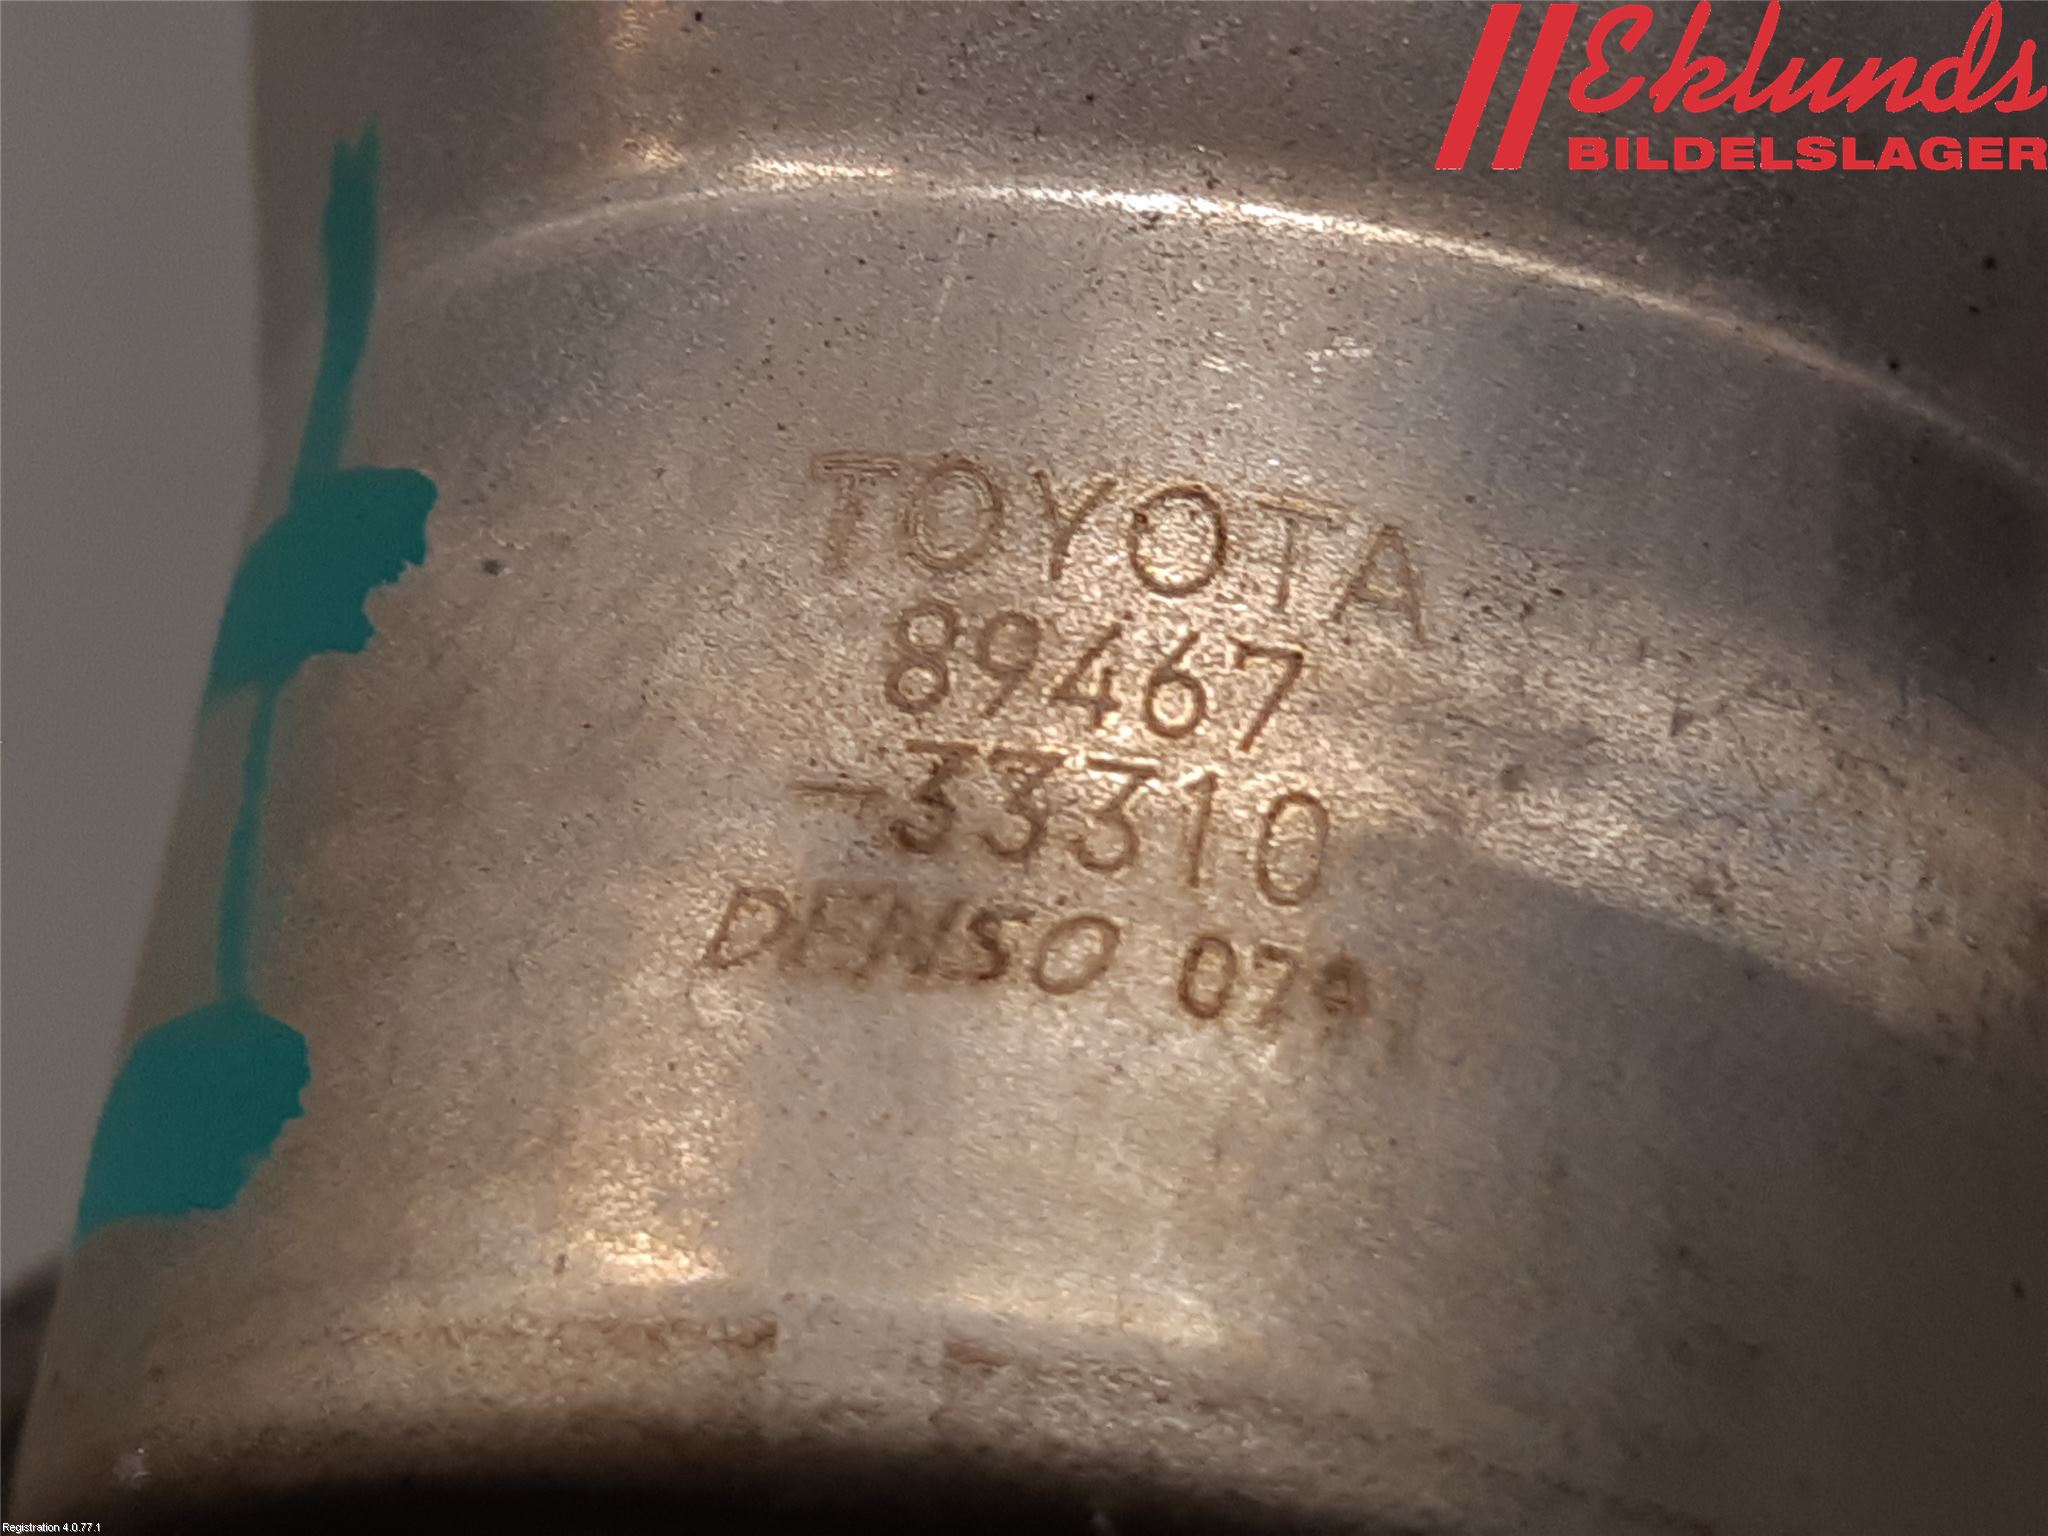 Eklunds
BILDELSLAGER
TOYOTA
89467
-33310
DENSO
Registration 4.0.77.1